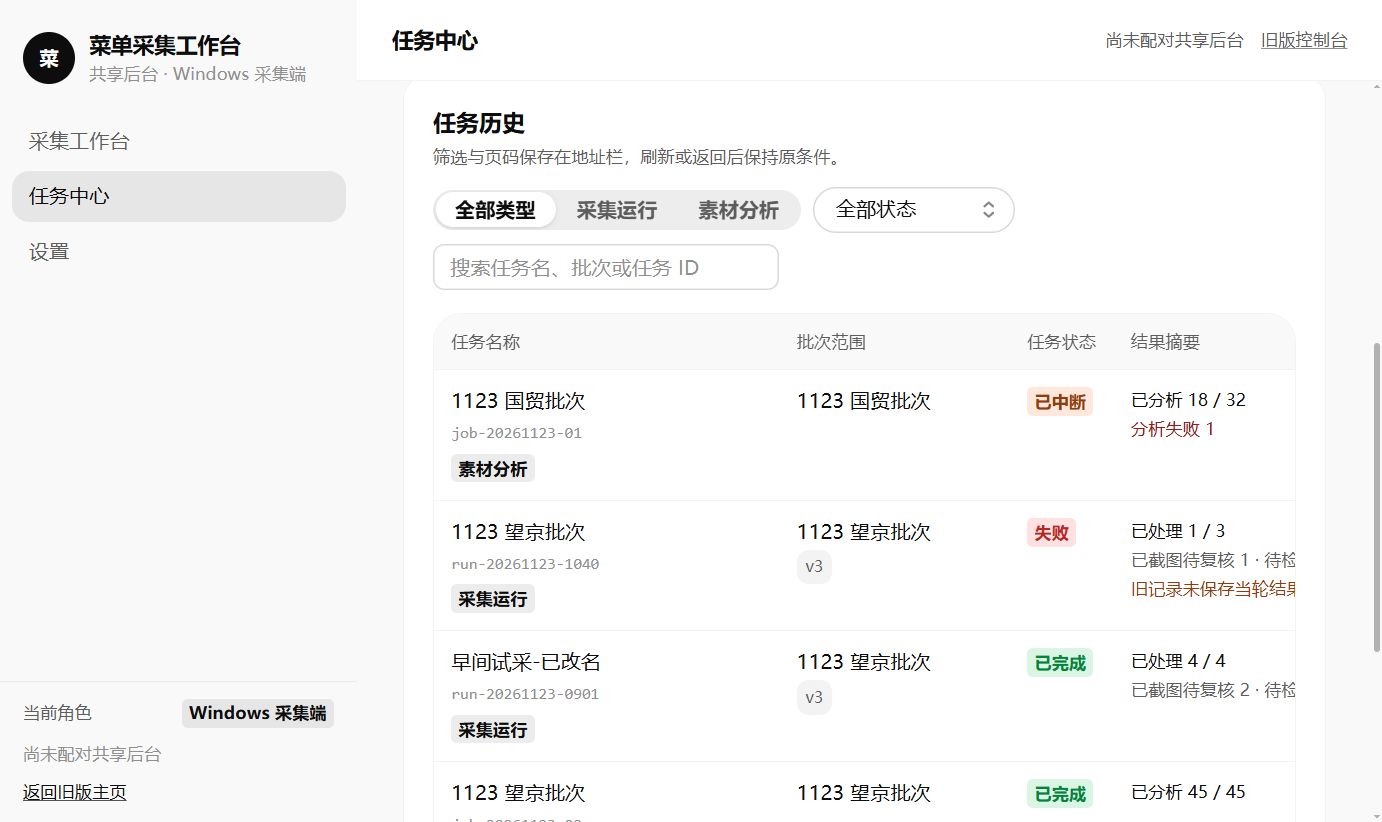 菜
菜单采集工作台
共享后台 · Windows 采集端
采集工作台
任务中心
设置
当前角色
Windows 采集端
尚未配对共享后台
返回旧版主页
任务中心
尚未配对共享后台
旧版控制台
任务历史
筛选与页码保存在地址栏，刷新或返回后保持原条件。
全部类型
采集运行
素材分析
全部状态
搜索任务名、批次或任务 ID
任务名称
批次范围
任务状态
结果摘要
1123 国贸批次
job-20261123-01
素材分析
1123 国贸批次
已中断
已分析 18 / 32
分析失败 1
1123 望京批次
run-20261123-1040
采集运行
1123 望京批次
v3
失败
已处理 1 / 3
已截图待复核 1 · 待检
旧记录未保存当轮结果
早间试采-已改名
run-20261123-0901
采集运行
1123 望京批次
v3
已完成
已处理 4 / 4
已截图待复核 2 · 待检
1123 望京批次
1123 望京批次
已完成
已分析 45 / 45